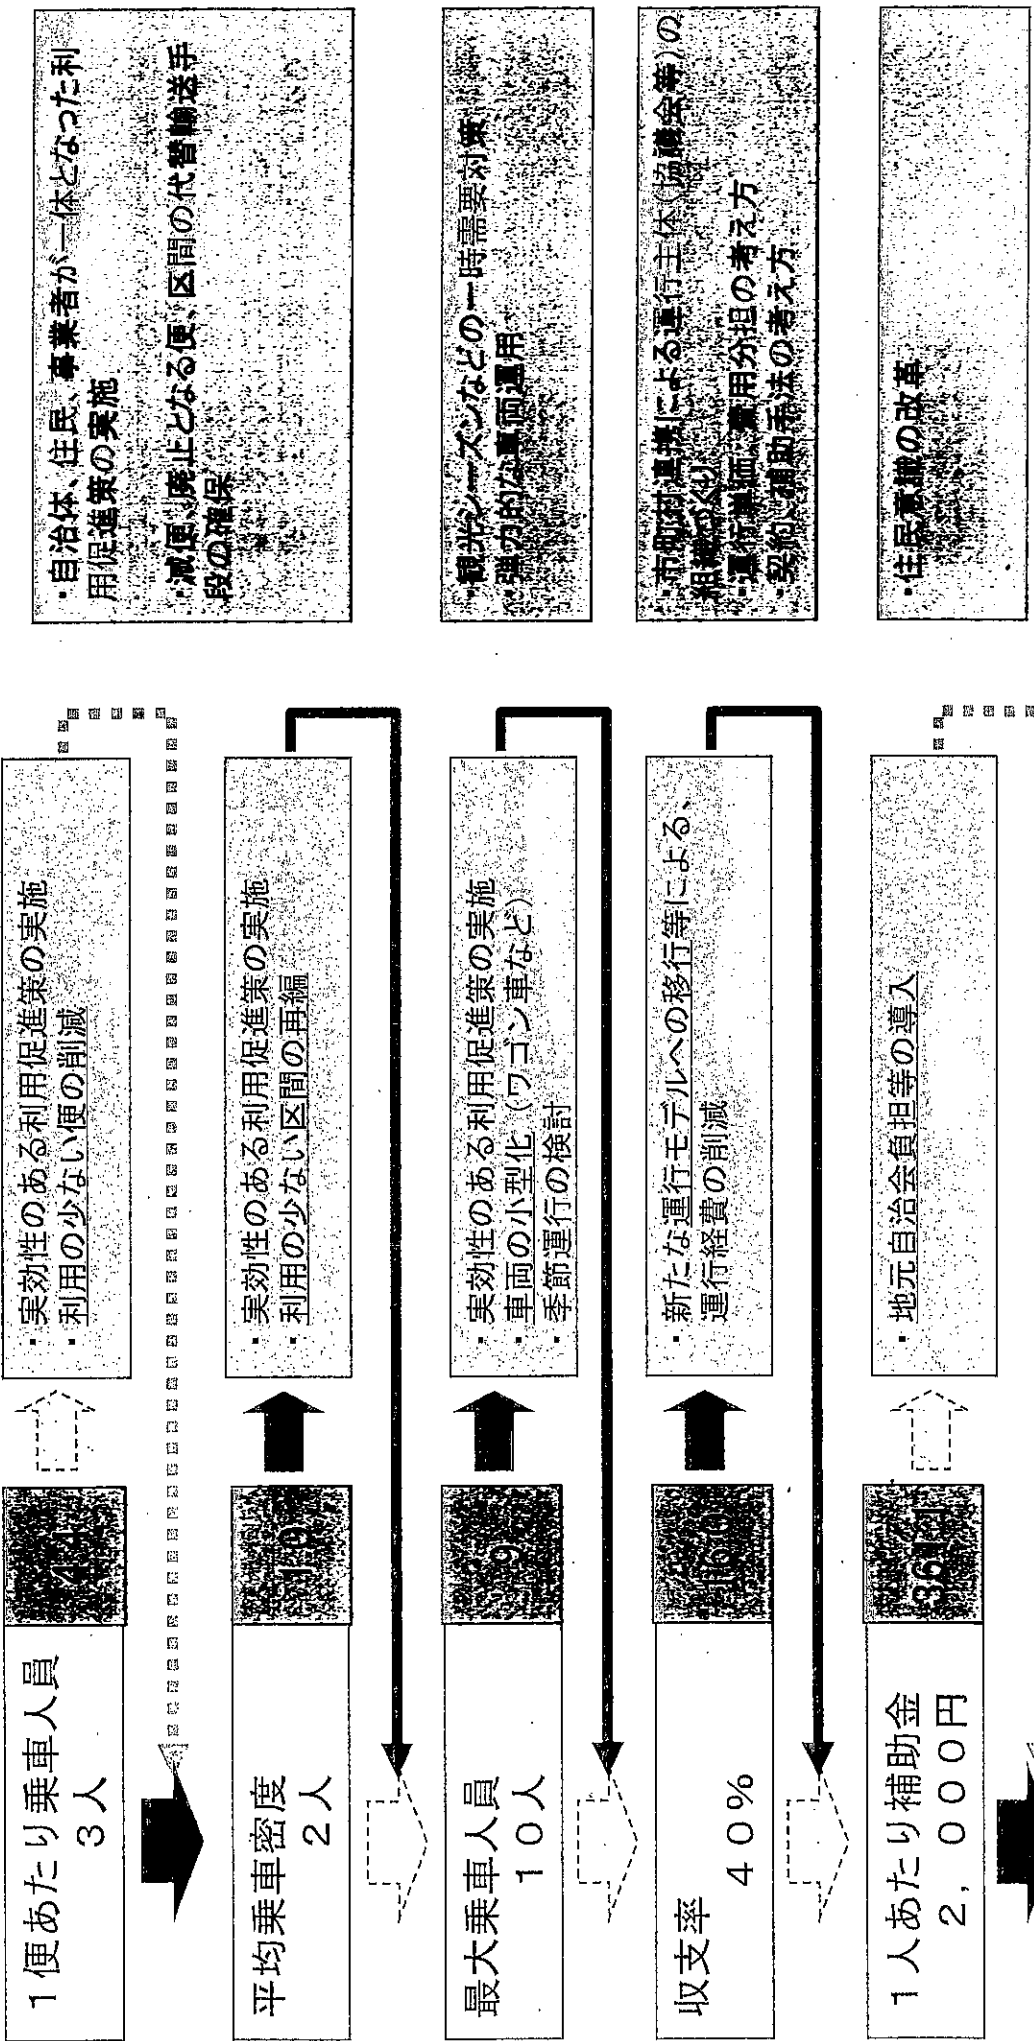 1便あたり乗車人員
3人
・実効性のある利用促進策の実施
・利用の少ない便の削減
・自治体、住民、事業者が一体となった利
用促進策の実施
・減便、廃止となる便、区間の代替輸送手
段の確保
平均乗車密度
2人
・実効性のある利用促進策の実施
・利用の少ない区間の再編
最大乗車人員
10人
・実効性のある利用促進策の実施
・車両の小型化(ワゴン車など)
・季節運行の検討
・観光シーズンなどの一時需要対策
・強力的な車両運用
収支率
40%
・新たな運行モデルへの移行等による、
運行経費の削減
・市町村連携による運行主体(協議会等)の
組織づくり
・運行単価、費用分担の考え方
・契約、補助手法の考え方
1人あたり補助金
2,000円
・地元自治会負担等の導入
・住民意識の改革